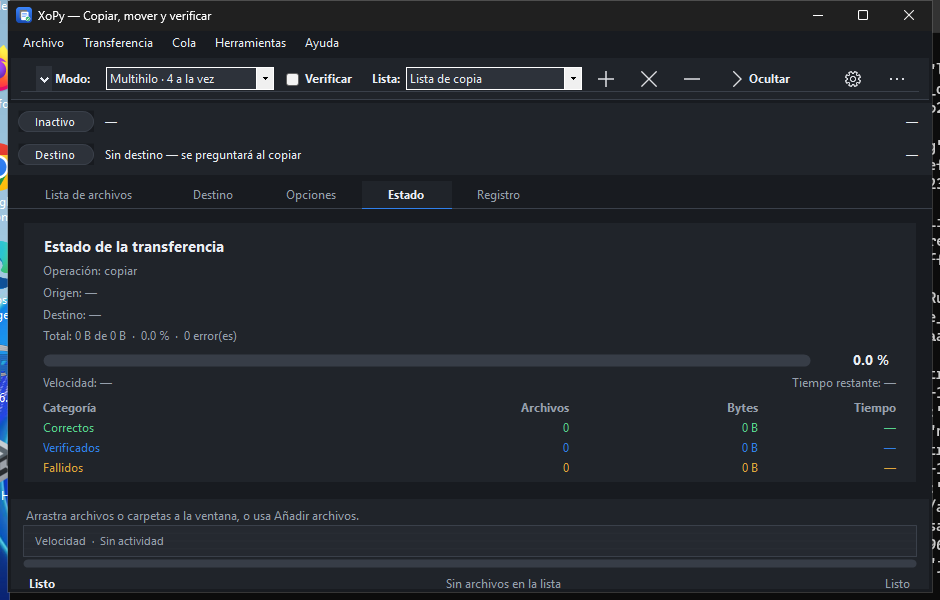 XoPy — Copiar, mover y verificar
Archivo Transferencia Cola Herramientas Ayuda
Modo: Multihilo · 4 a la vez Verificar Lista: Lista de copia Ocultar
Inactivo —  —
Destino Sin destino — se preguntará al copiar —
Lista de archivos Destino Opciones Estado Registro
Estado de la transferencia
Operación: copiar
Origen: —
Destino: —
Total: 0 B de 0 B · 0.0 % · 0 error(es)
0.0 %
Velocidad: — Tiempo restante: —
Categoría Archivos Bytes Tiempo
Correctos 0 0 B —
Verificados 0 0 B —
Fallidos 0 0 B —
Arrastra archivos o carpetas a la ventana, o usa Añadir archivos.
Velocidad · Sin actividad
Listo Sin archivos en la lista Listo